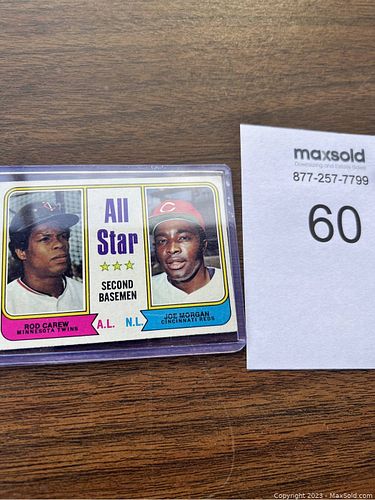 All
Star
SECOND
BASEMEN
ROD CAREW
MINNESOTA TWINS
A.L. N.L.
JOE MORGAN
CINCINNATI REDS
C
maxsold
Downsizing and Estate Sales
877-257-7799
60
Copyright 2023 - MaxSold.com